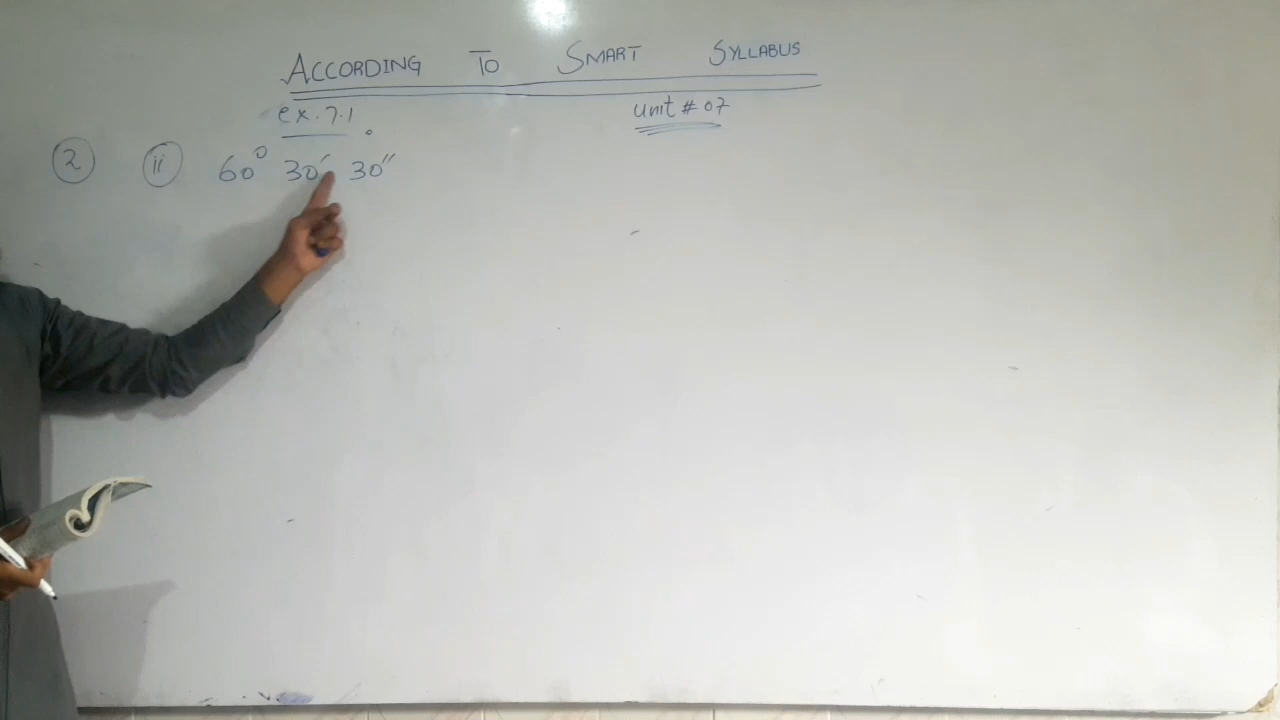 ACCORDING TO SMART SYLLABUS
ex. 7.1 unit # 07
2 ii 60° 30′ 30″